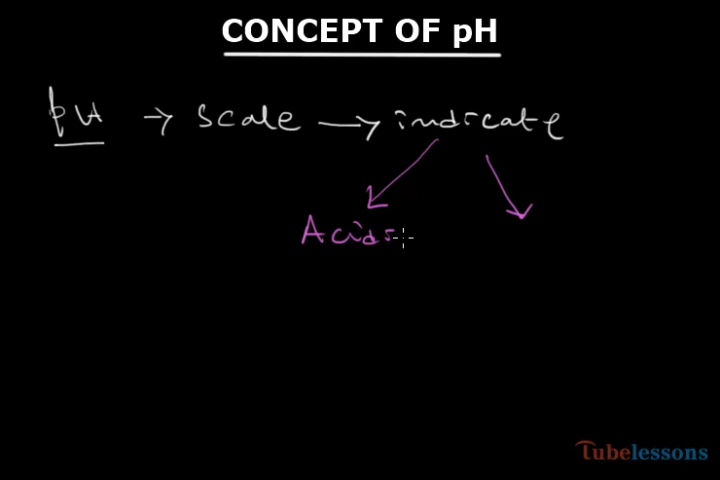 CONCEPT OF pH
pH → scale → indicate
Acid
Tubelessons